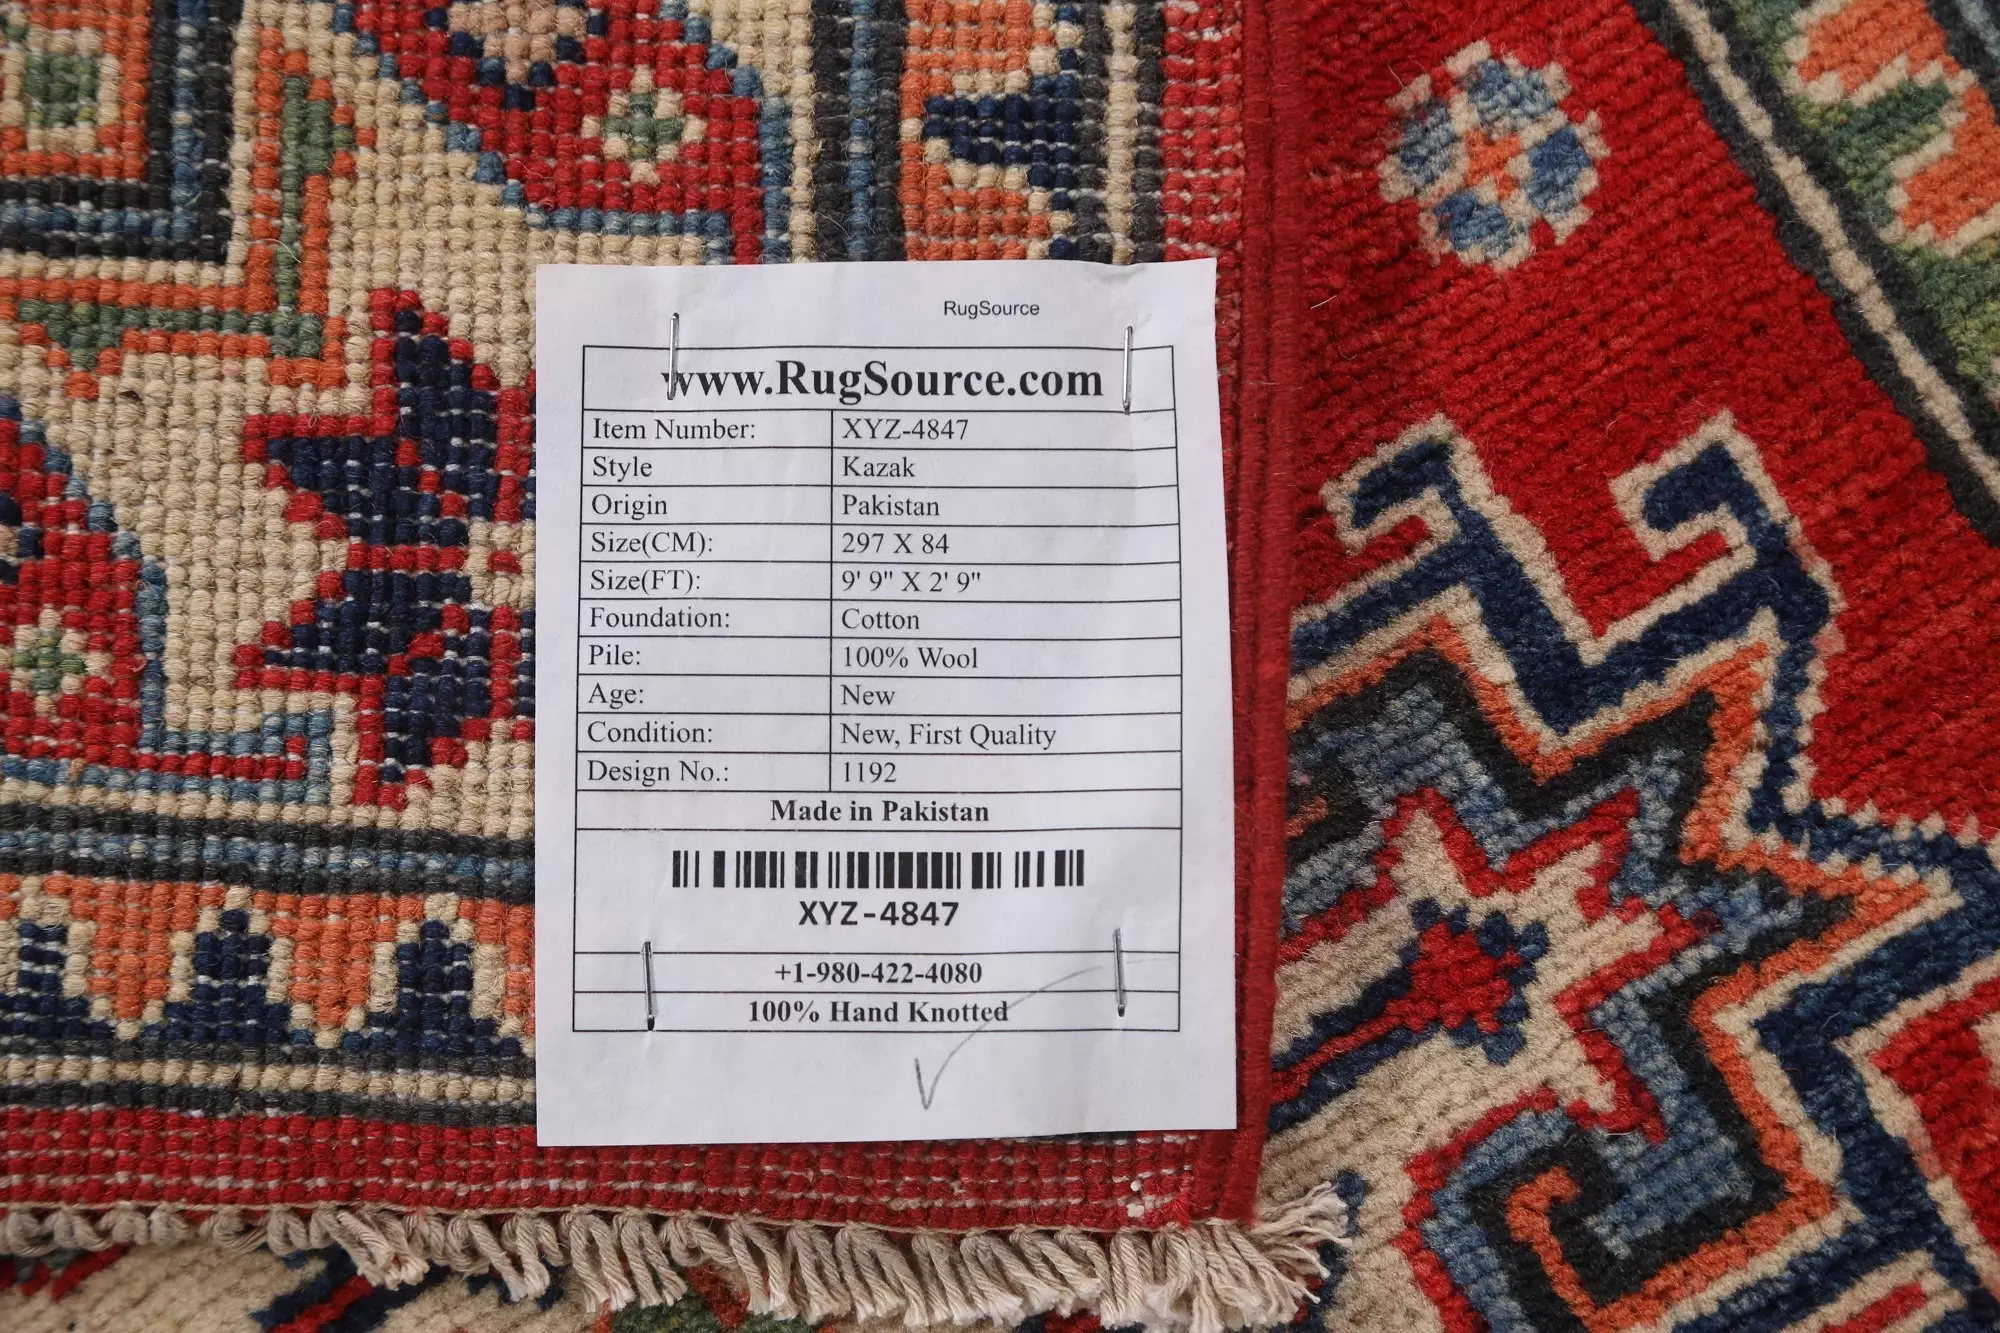 RugSource
www.RugSource.com
Item Number: XYZ-4847
Style Kazak
Origin Pakistan
Size(CM): 297 X 84
Size(FT): 9' 9" X 2' 9"
Foundation: Cotton
Pile: 100% Wool
Age: New
Condition: New, First Quality
Design No.: 1192
Made in Pakistan
XYZ-4847
+1-980-422-4080
100% Hand Knotted